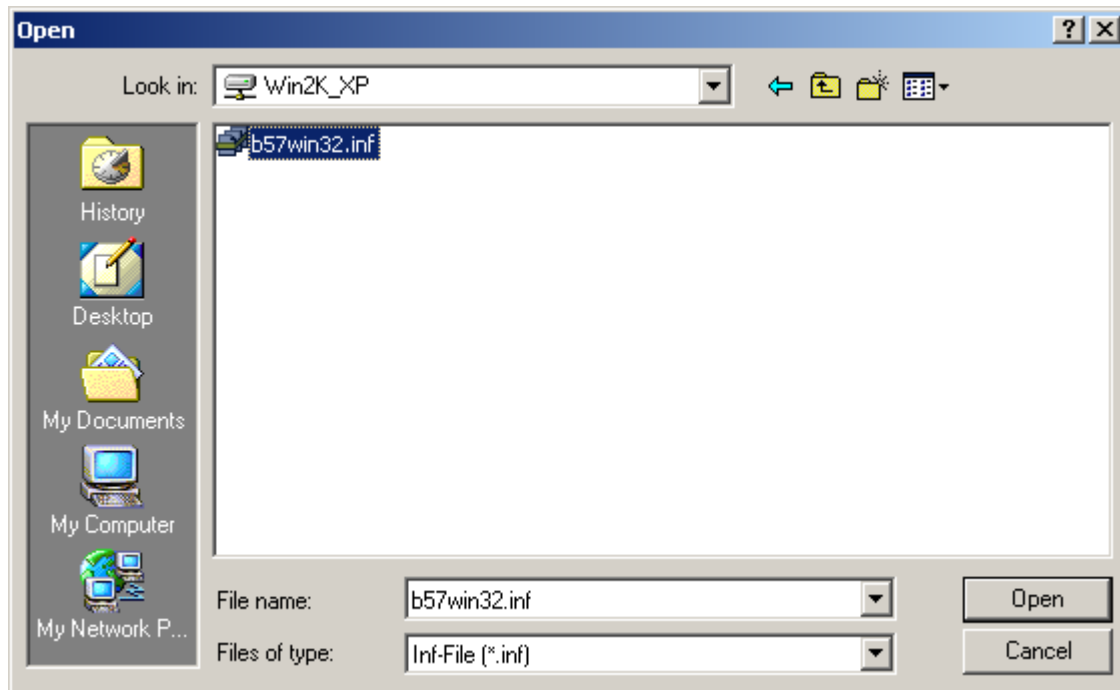 Open
Look in: Win2K_XP
b57win32.inf
History
Desktop
My Documents
My Computer
My Network P...
File name: b57win32.inf
Open
Files of type: Inf-File (*.inf)
Cancel